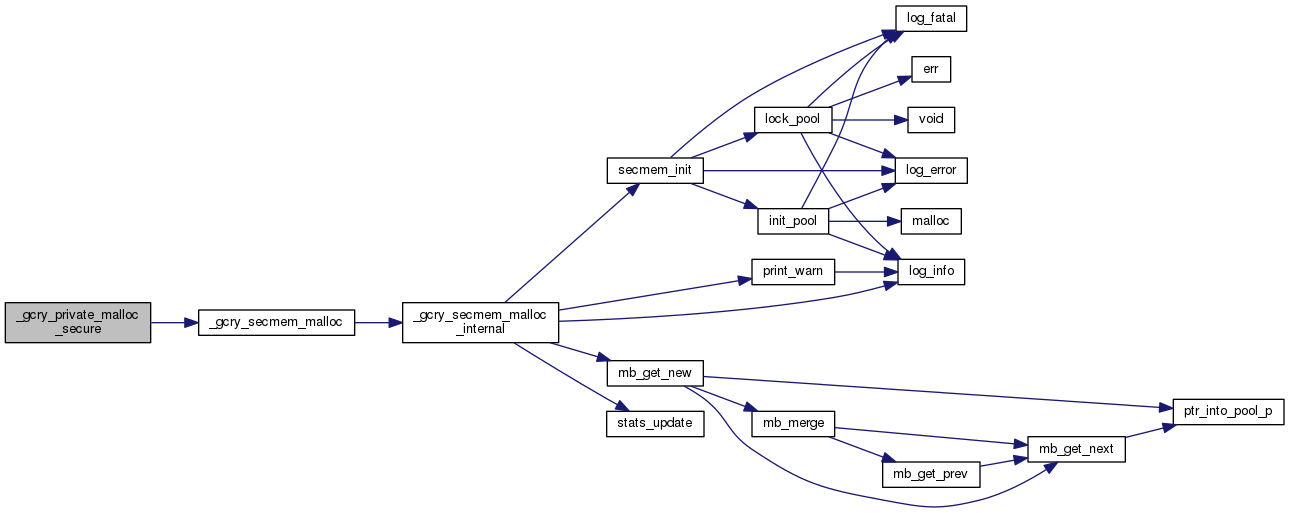 _gcry_private_malloc
_secure
_gcry_secmem_malloc
_gcry_secmem_malloc
_internal
secmem_init
print_warn
mb_get_new
stats_update
lock_pool
init_pool
mb_merge
mb_get_prev
log_fatal
err
void
log_error
malloc
log_info
mb_get_next
ptr_into_pool_p